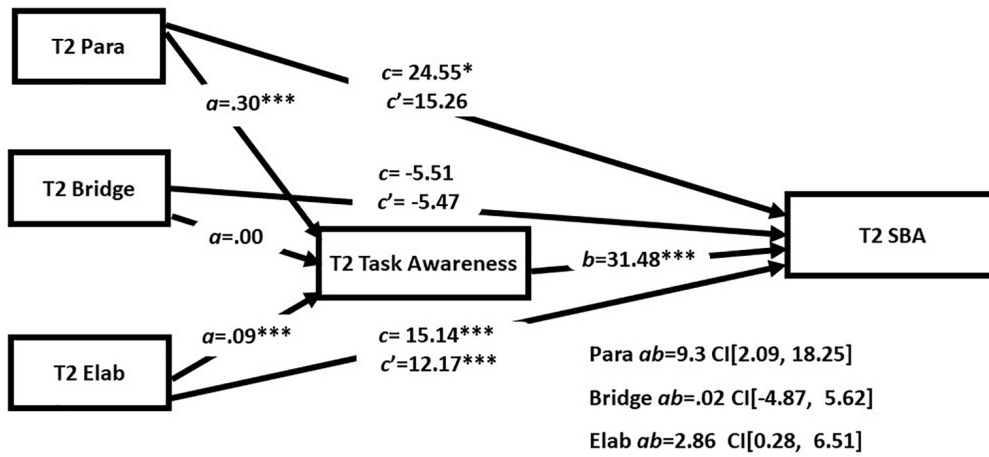 T2 Para
a=.30***
c= 24.55*
c’=15.26
T2 Bridge
a=.00
c= -5.51
c’= -5.47
T2 Task Awareness
b=31.48***
T2 SBA
T2 Elab
a=.09***
c= 15.14***
c’=12.17***
Para ab=9.3 CI[2.09, 18.25]
Bridge ab=.02 CI[-4.87, 5.62]
Elab ab=2.86 CI[0.28, 6.51]